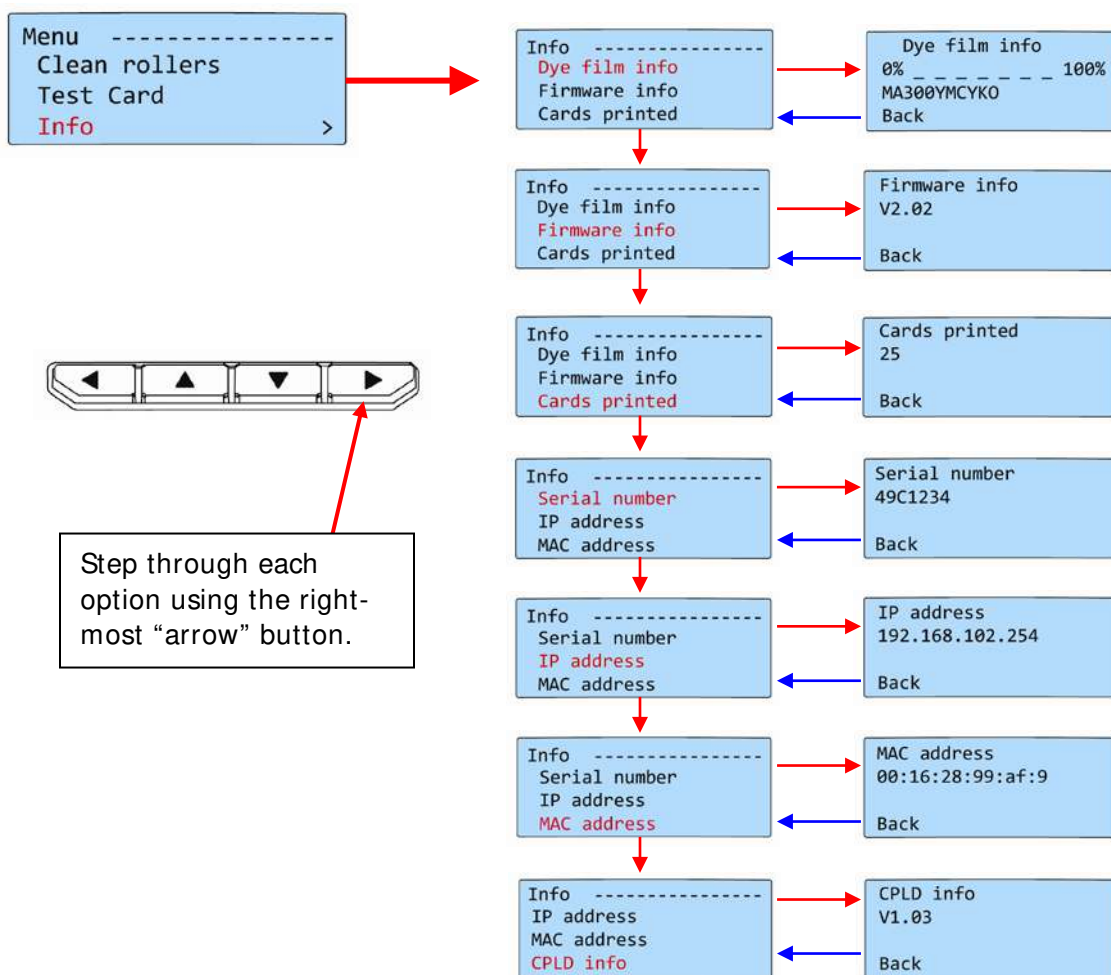 Menu ----------------
Clean rollers
Test Card
Info >
Step through each
option using the right-
most “arrow” button.
Info ----------------
Dye film info
Firmware info
Cards printed
Dye film info
0% _ _ _ _ _ _ _ 100%
MA300YMCYKO
Back
Info ----------------
Dye film info
Firmware info
Cards printed
Firmware info
V2.02
Back
Info ----------------
Dye film info
Firmware info
Cards printed
Cards printed
25
Back
Info ----------------
Serial number
IP address
MAC address
Serial number
49C1234
Back
Info ----------------
Serial number
IP address
MAC address
IP address
192.168.102.254
Back
Info ----------------
Serial number
IP address
MAC address
MAC address
00:16:28:99:af:9
Back
Info ----------------
IP address
MAC address
CPLD info
CPLD info
V1.03
Back